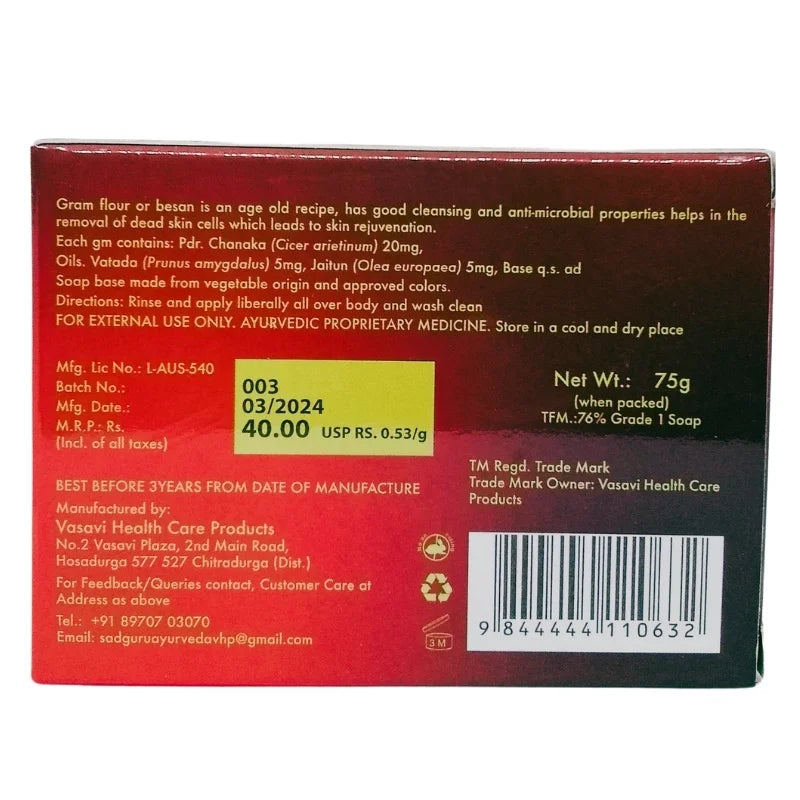 Gram flour or besan is an age old recipe, has good cleansing and anti-microbial properties helps in the
removal of dead skin cells which leads to skin rejuvenation.
Each gm contains: Pdr. Chanaka (Cicer arietinum) 20mg,
Oils. Vatada (Prunus amygdalus) 5mg, Jaitun (Olea europaea) 5mg, Base q.s. ad
Soap base made from vegetable origin and approved colors.
Directions: Rinse and apply liberally all over body and wash clean
FOR EXTERNAL USE ONLY. AYURVEDIC PROPRIETARY MEDICINE. Store in a cool and dry place
Mfg. Lic No.: L-AUS-540
Batch No.: 003
Mfg. Date.: 03/2024
M.R.P.: Rs. 40.00 USP RS. 0.53/g
(Incl. of all taxes)
Net Wt.: 75g
(when packed)
TFM.:76% Grade 1 Soap
BEST BEFORE 3YEARS FROM DATE OF MANUFACTURE
TM Regd. Trade Mark
Trade Mark Owner: Vasavi Health Care
Products
Manufactured by:
Vasavi Health Care Products
No.2 Vasavi Plaza, 2nd Main Road,
Hosadurga 577 527 Chitradurga (Dist.)
For Feedback/Queries contact, Customer Care at
Address as above
Tel.: +91 89707 03070
Email: sadguruayurvedavhp@gmail.com
3M
9 844444 110632